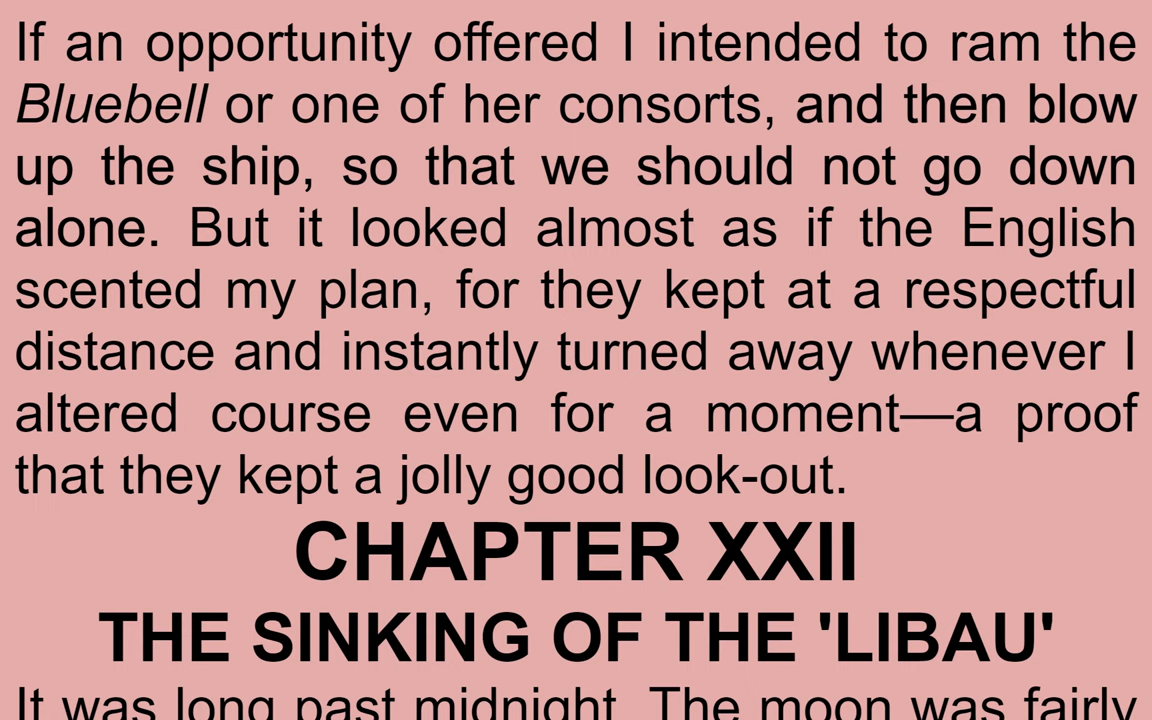 If an opportunity offered I intended to ram the
Bluebell or one of her consorts, and then blow
up the ship, so that we should not go down
alone. But it looked almost as if the English
scented my plan, for they kept at a respectful
distance and instantly turned away whenever I
altered course even for a moment—a proof
that they kept a jolly good look-out.
CHAPTER XXII
THE SINKING OF THE 'LIBAU'
It was long past midnight. The moon was fairly